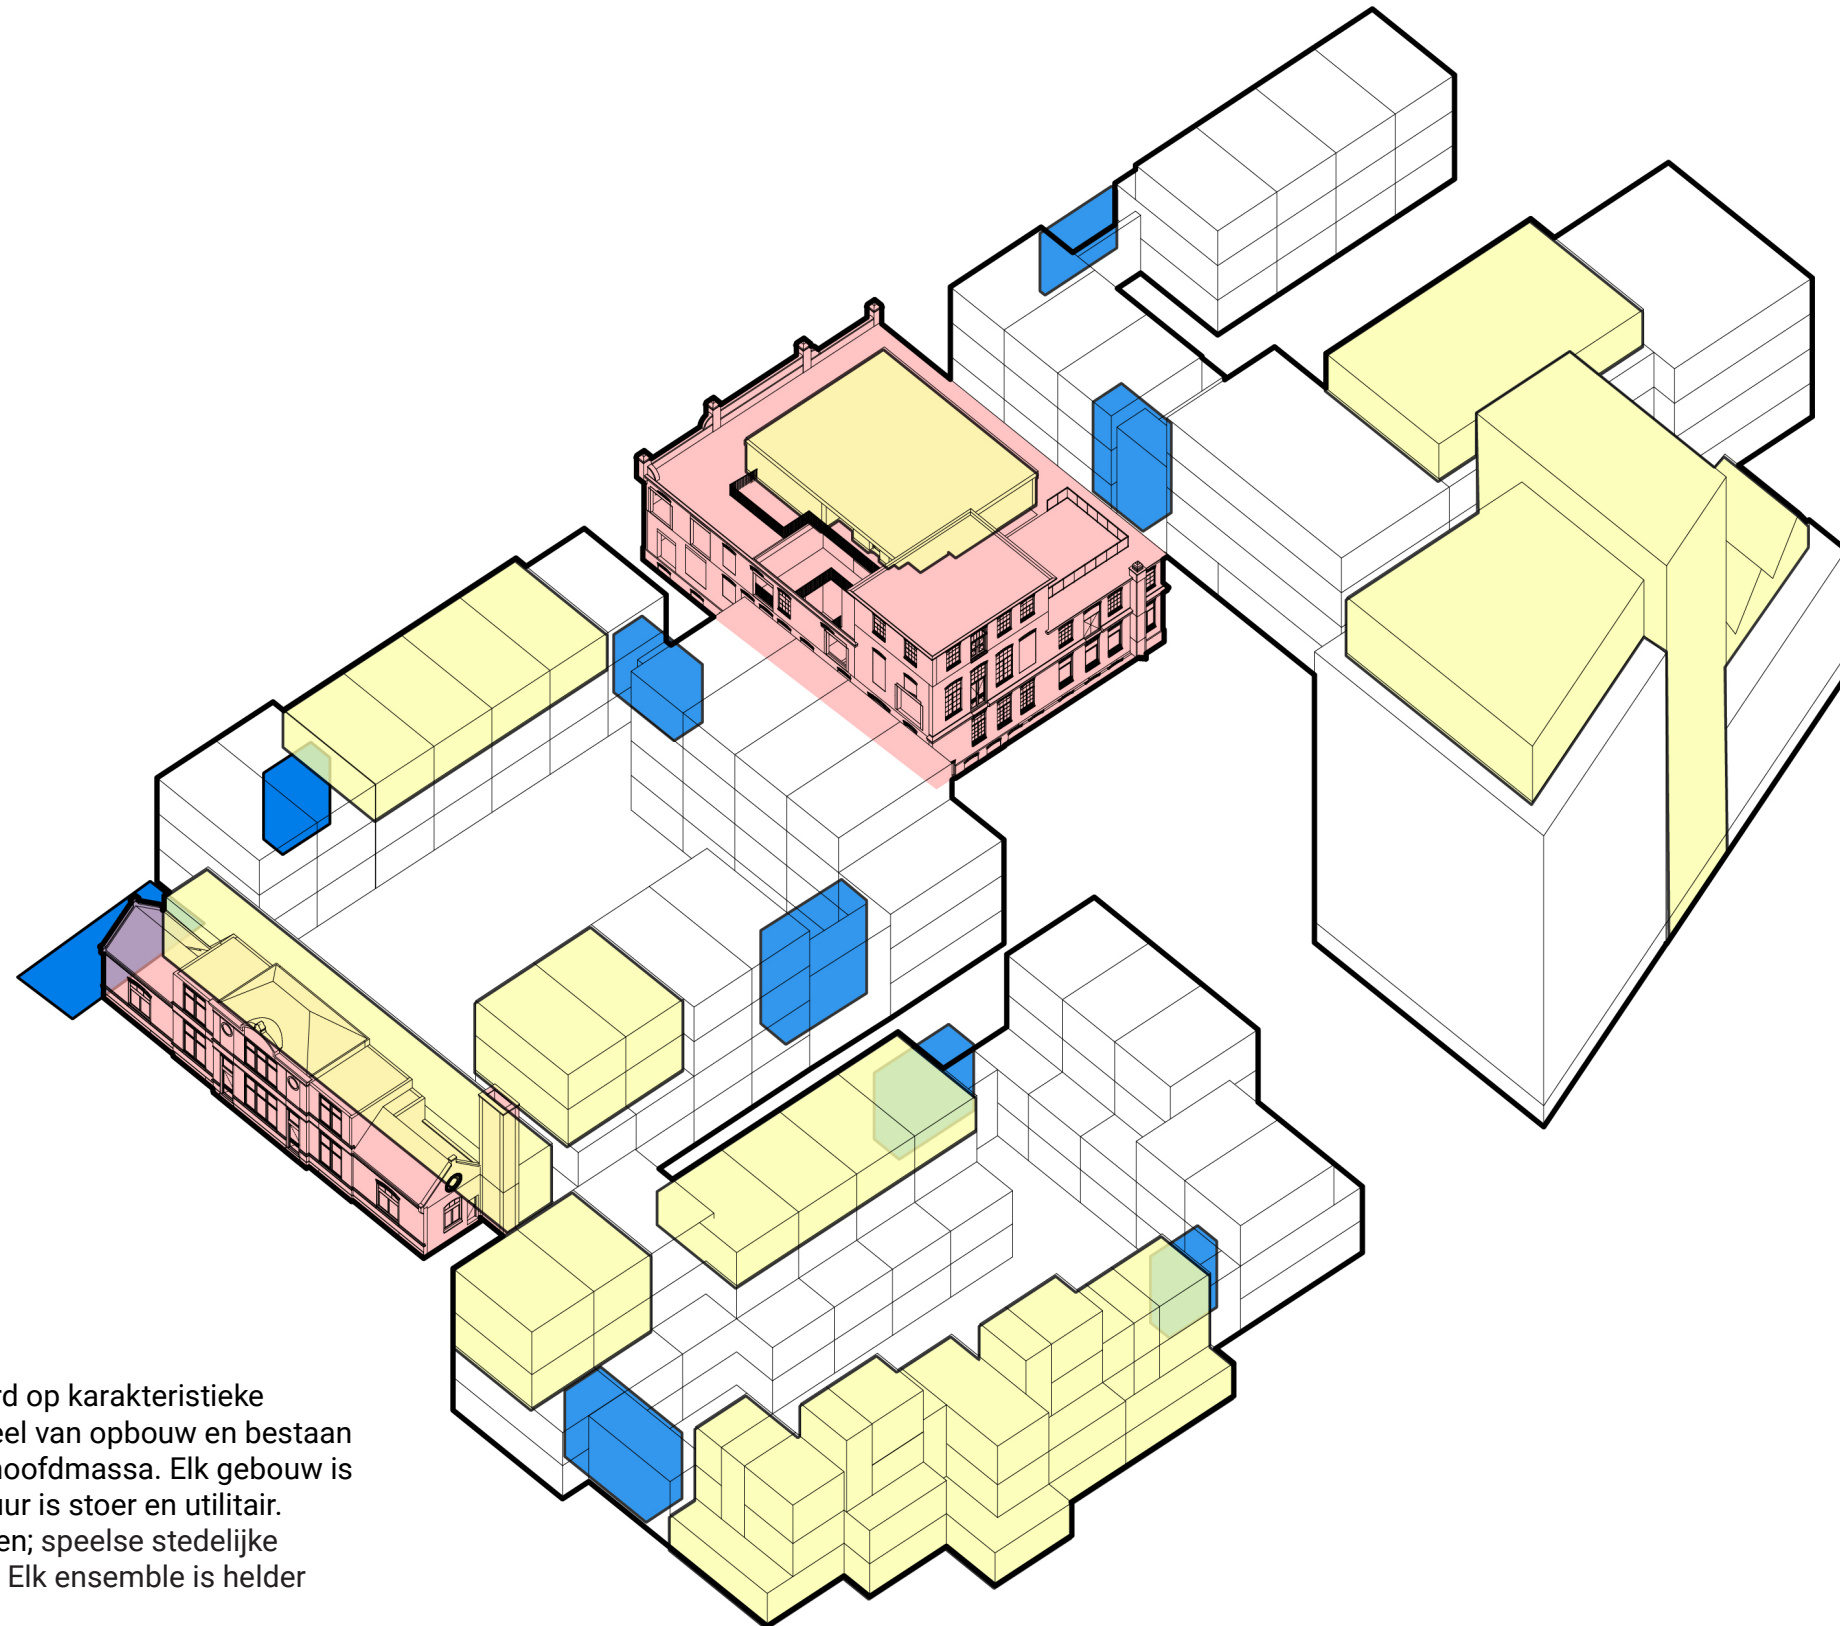 rd op karakteristieke
eel van opbouw en bestaan
hoofdmassa. Elk gebouw is
uur is stoer en utilitair.
en; speelse stedelijke
Elk ensemble is helder